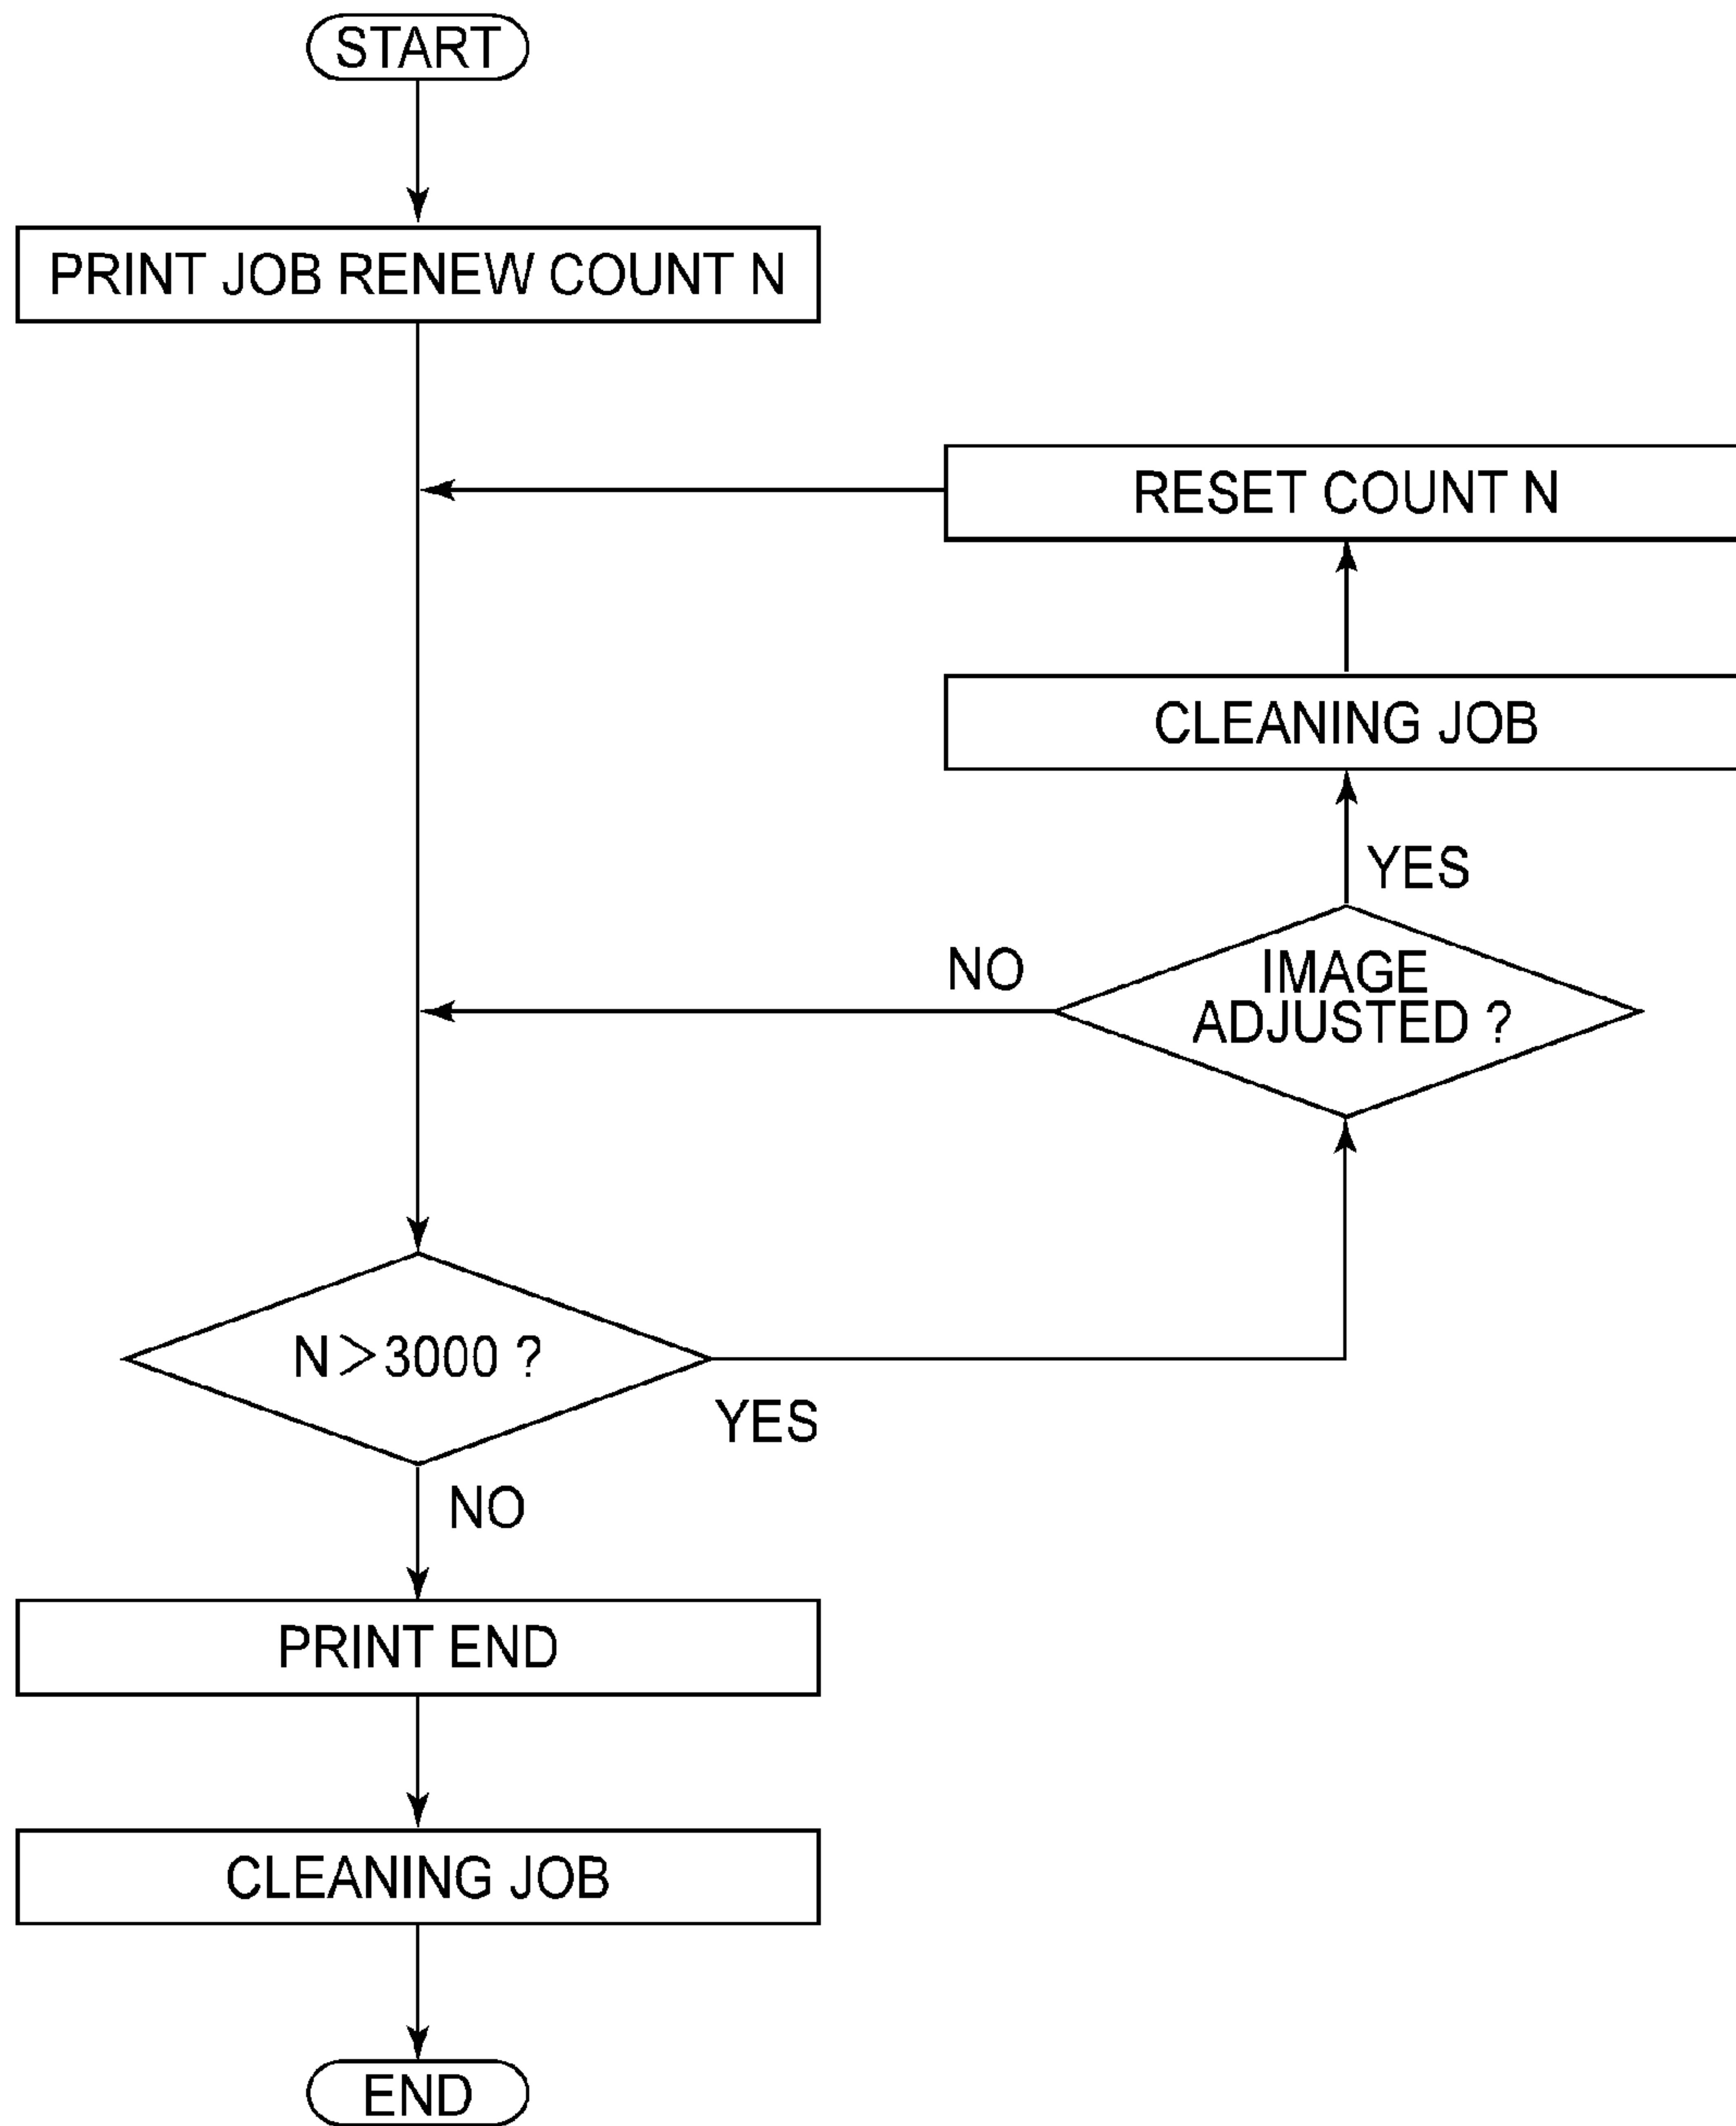 START
PRINT JOB RENEW COUNT N
RESET COUNT N
CLEANING JOB
YES
NO
IMAGE
ADJUSTED ?
N>3000 ?
YES
NO
PRINT END
CLEANING JOB
END